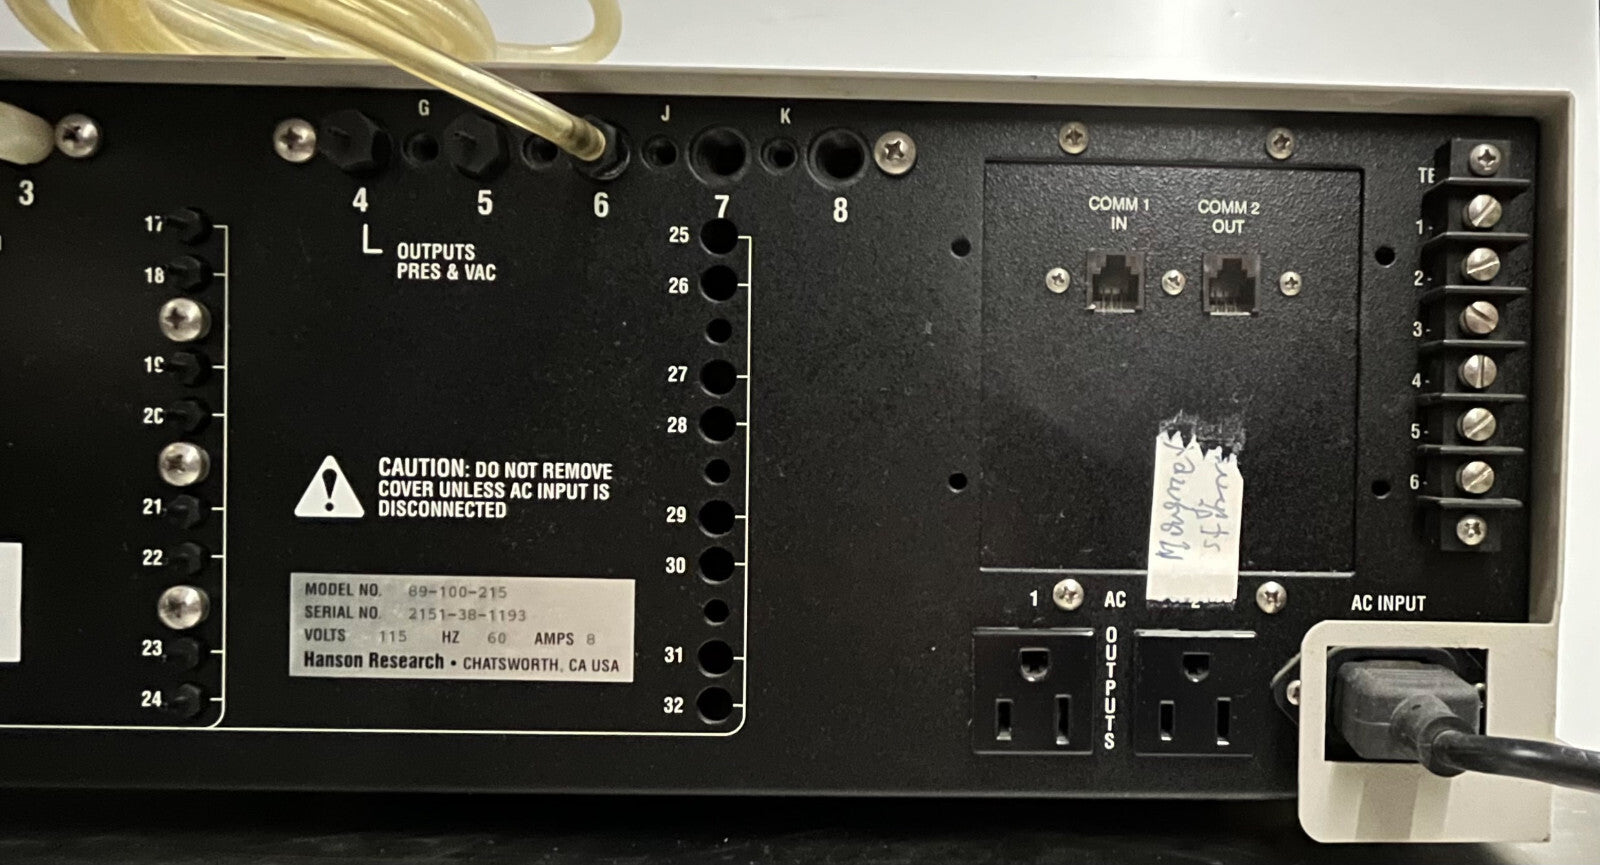 G
J
K
3
4
5
6
7
8
OUTPUTS
PRES & VAC
17
18
19
20
21
22
23
24
25
26
27
28
29
30
31
32
CAUTION: DO NOT REMOVE
COVER UNLESS AC INPUT IS
DISCONNECTED
MODEL NO. 89-100-215
SERIAL NO. 2151-38-1193
VOLTS 115 HZ 60 AMPS 8
Hanson Research • CHATSWORTH, CA USA
COMM 1
IN
COMM 2
OUT
1
2
3
4
5
6
1 AC 2
OUTPUTS
AC INPUT